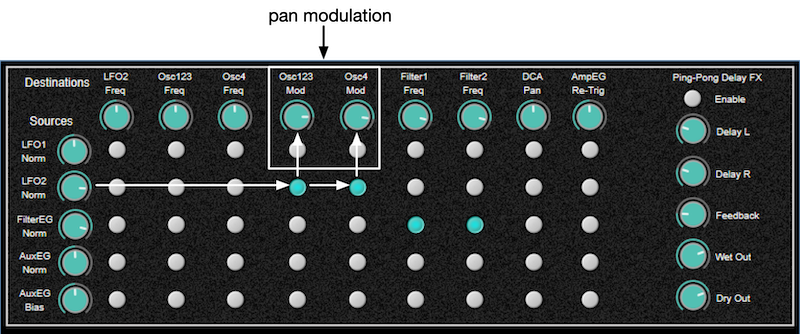 pan modulation
Destinations
LFO2
Freq
Osc123
Freq
Osc4
Freq
Osc123
Mod
Osc4
Mod
Filter1
Freq
Filter2
Freq
DCA
Pan
AmpEG
Re-Trig
Ping-Pong Delay FX
Enable
Sources
LFO1
Norm
LFO2
Norm
FilterEG
Norm
AuxEG
Norm
AuxEG
Bias
Delay L
Delay R
Feedback
Wet Out
Dry Out